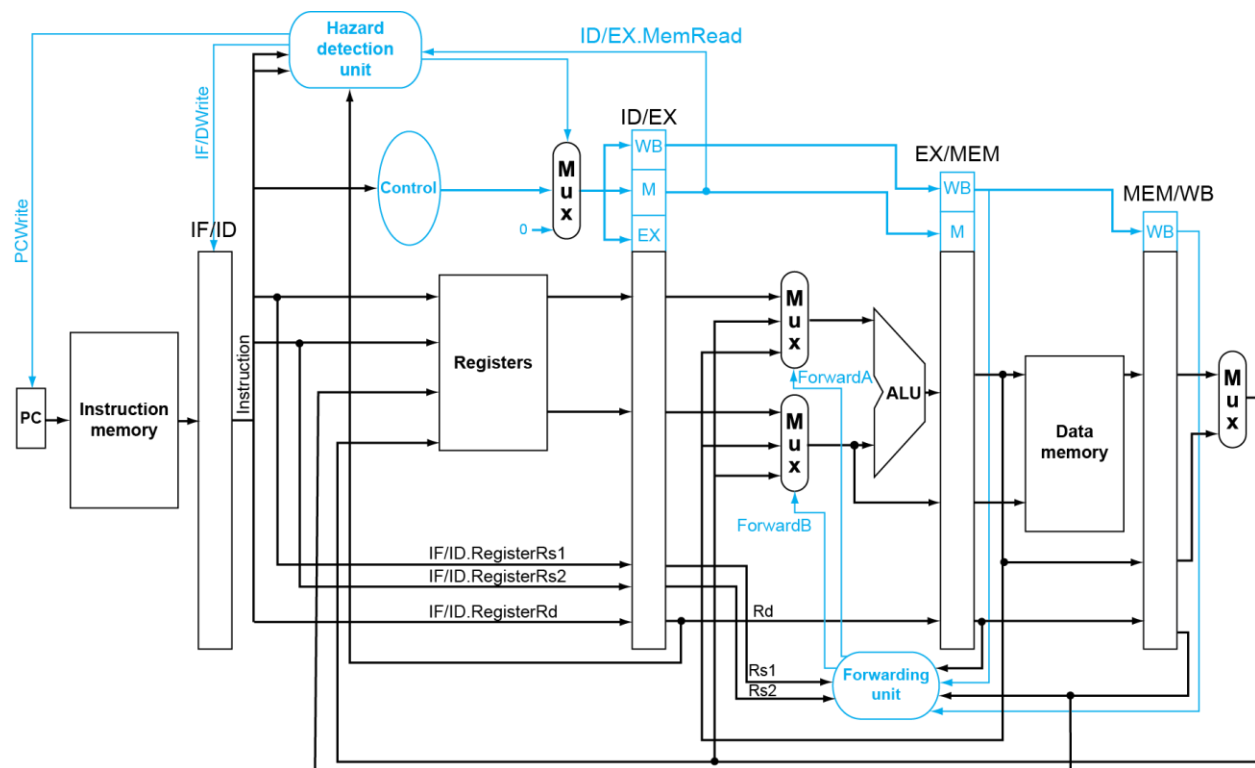 Hazard
detection
unit
ID/EX.MemRead
IF/DWrite
PCWrite
ID/EX
EX/MEM
MEM/WB
IF/ID
Control
0
M
u
x
WB
M
EX
WB
M
WB
PC
Instruction
memory
Instruction
Registers
M
u
x
ForwardA
M
u
x
ForwardB
ALU
Data
memory
M
u
x
IF/ID.RegisterRs1
IF/ID.RegisterRs2
IF/ID.RegisterRd
Rd
Rs1
Rs2
Forwarding
unit